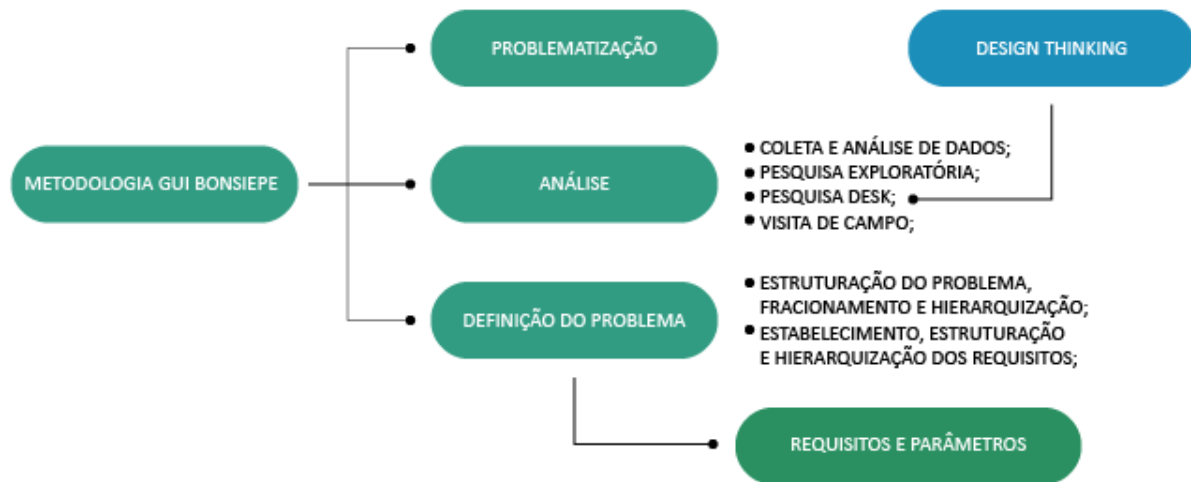 PROBLEMATIZAÇÃO
DESIGN THINKING
METODOLOGIA GUI BONSIEPE
ANÁLISE
COLETA E ANÁLISE DE DADOS;
PESQUISA EXPLORATÓRIA;
PESQUISA DESK;
VISITA DE CAMPO;
DEFINIÇÃO DO PROBLEMA
ESTRUTURAÇÃO DO PROBLEMA,
FRACIONAMENTO E HIERARQUIZAÇÃO;
ESTABELECIMENTO, ESTRUTURAÇÃO
E HIERARQUIZAÇÃO DOS REQUISITOS;
REQUISITOS E PARÂMETROS